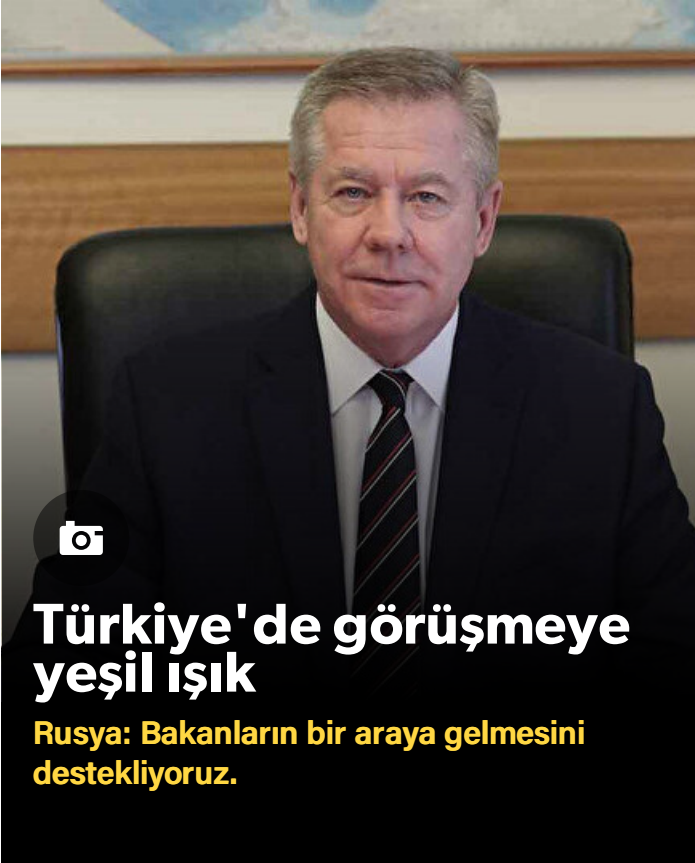 Türkiye'de görüşmeye
yeşil ışık
Rusya: Bakanların bir araya gelmesini
destekliyoruz.